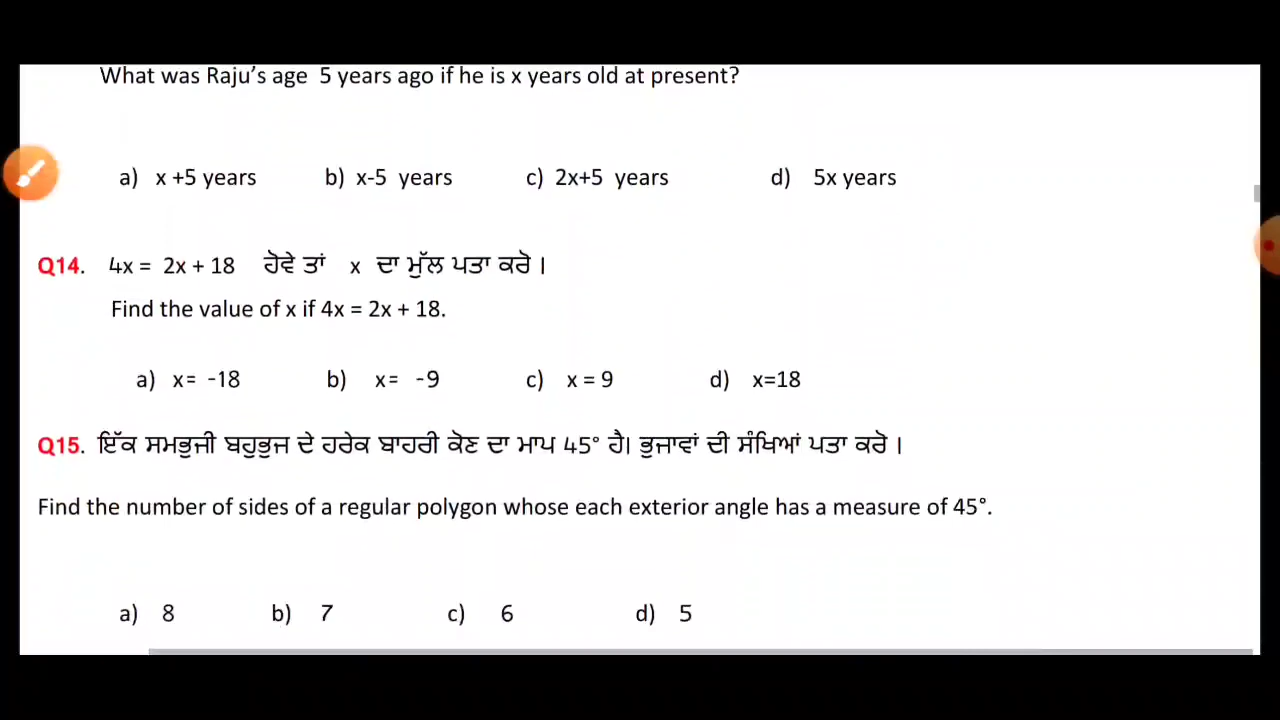 What was Raju's age 5 years ago if he is x years old at present?
a) x +5 years b) x-5 years c) 2x+5 years d) 5x years
Q14. 4x = 2x + 18 ਹੋਵੇ ਤਾਂ x ਦਾ ਮੁੱਲ ਪਤਾ ਕਰੋ ।
Find the value of x if 4x = 2x + 18.
a) x= -18 b) x= -9 c) x = 9 d) x=18
Q15. ਇੱਕ ਸਮਭੁਜੀ ਬਹੁਭੁਜ ਦੇ ਹਰੇਕ ਬਾਹਰੀ ਕੋਣ ਦਾ ਮਾਪ 45° ਹੈ। ਭੁਜਾਵਾਂ ਦੀ ਸੰਖਿਆਂ ਪਤਾ ਕਰੋ ।
Find the number of sides of a regular polygon whose each exterior angle has a measure of 45°.
a) 8 b) 7 c) 6 d) 5